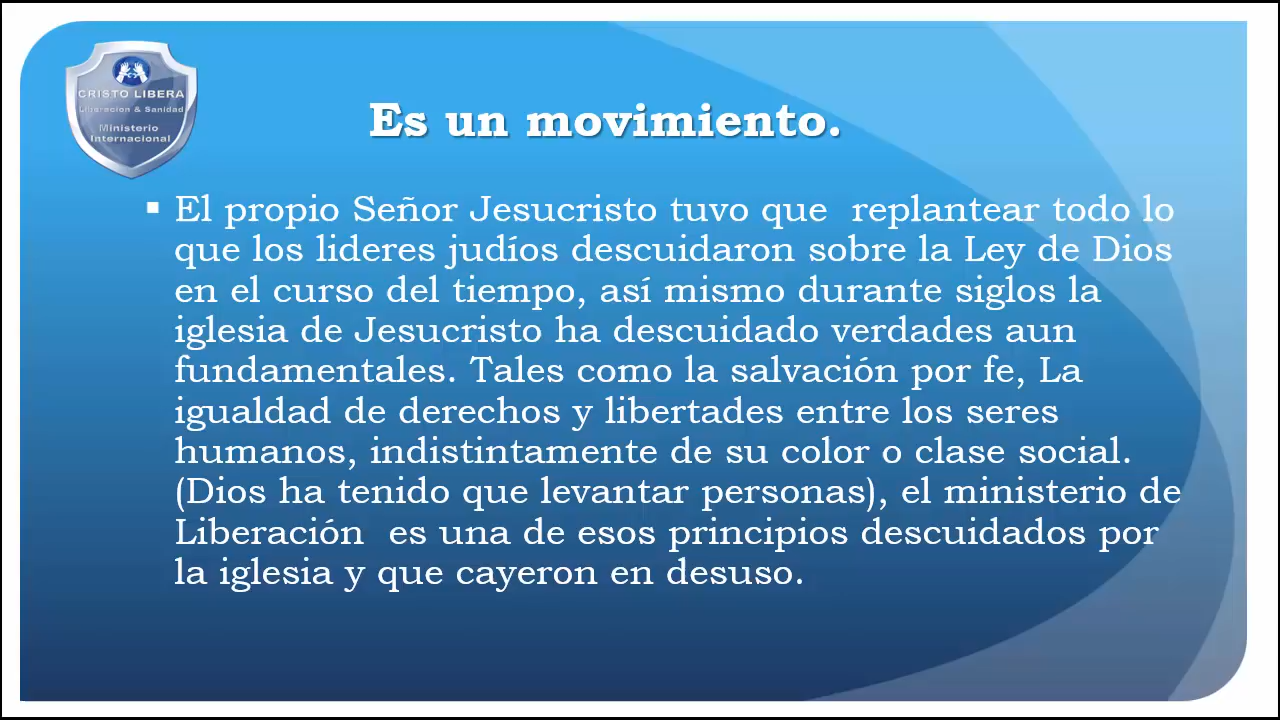 CRISTO LIBERA
Liberacion & Sanidad
Ministerio
Internacional
Es un movimiento.
▪ El propio Señor Jesucristo tuvo que  replantear todo lo
que los lideres judíos descuidaron sobre la Ley de Dios
en el curso del tiempo, así mismo durante siglos la
iglesia de Jesucristo ha descuidado verdades aun
fundamentales. Tales como la salvación por fe, La
igualdad de derechos y libertades entre los seres
humanos, indistintamente de su color o clase social.
(Dios ha tenido que levantar personas), el ministerio de
Liberación  es una de esos principios descuidados por
la iglesia y que cayeron en desuso.